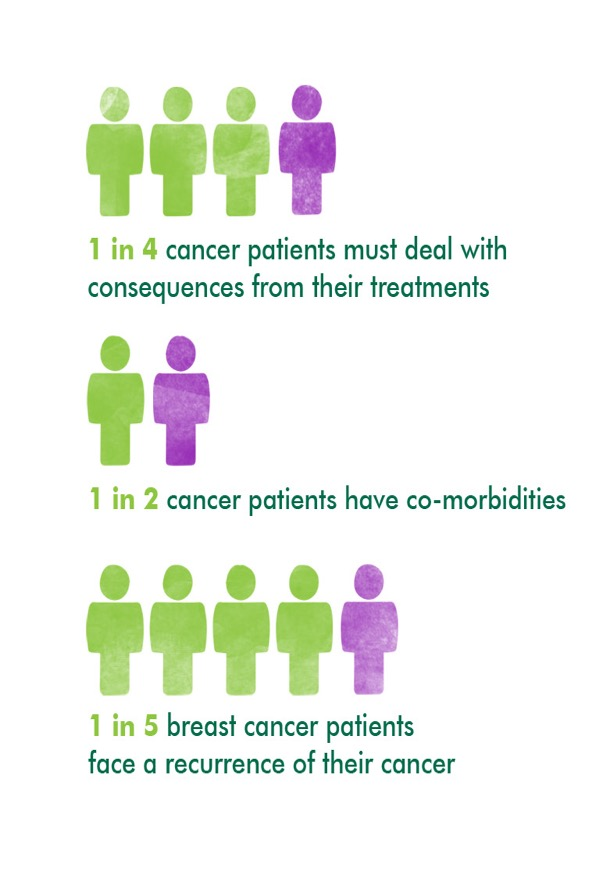 1 in 4 cancer patients must deal with
consequences from their treatments
1 in 2 cancer patients have co-morbidities
1 in 5 breast cancer patients
face a recurrence of their cancer